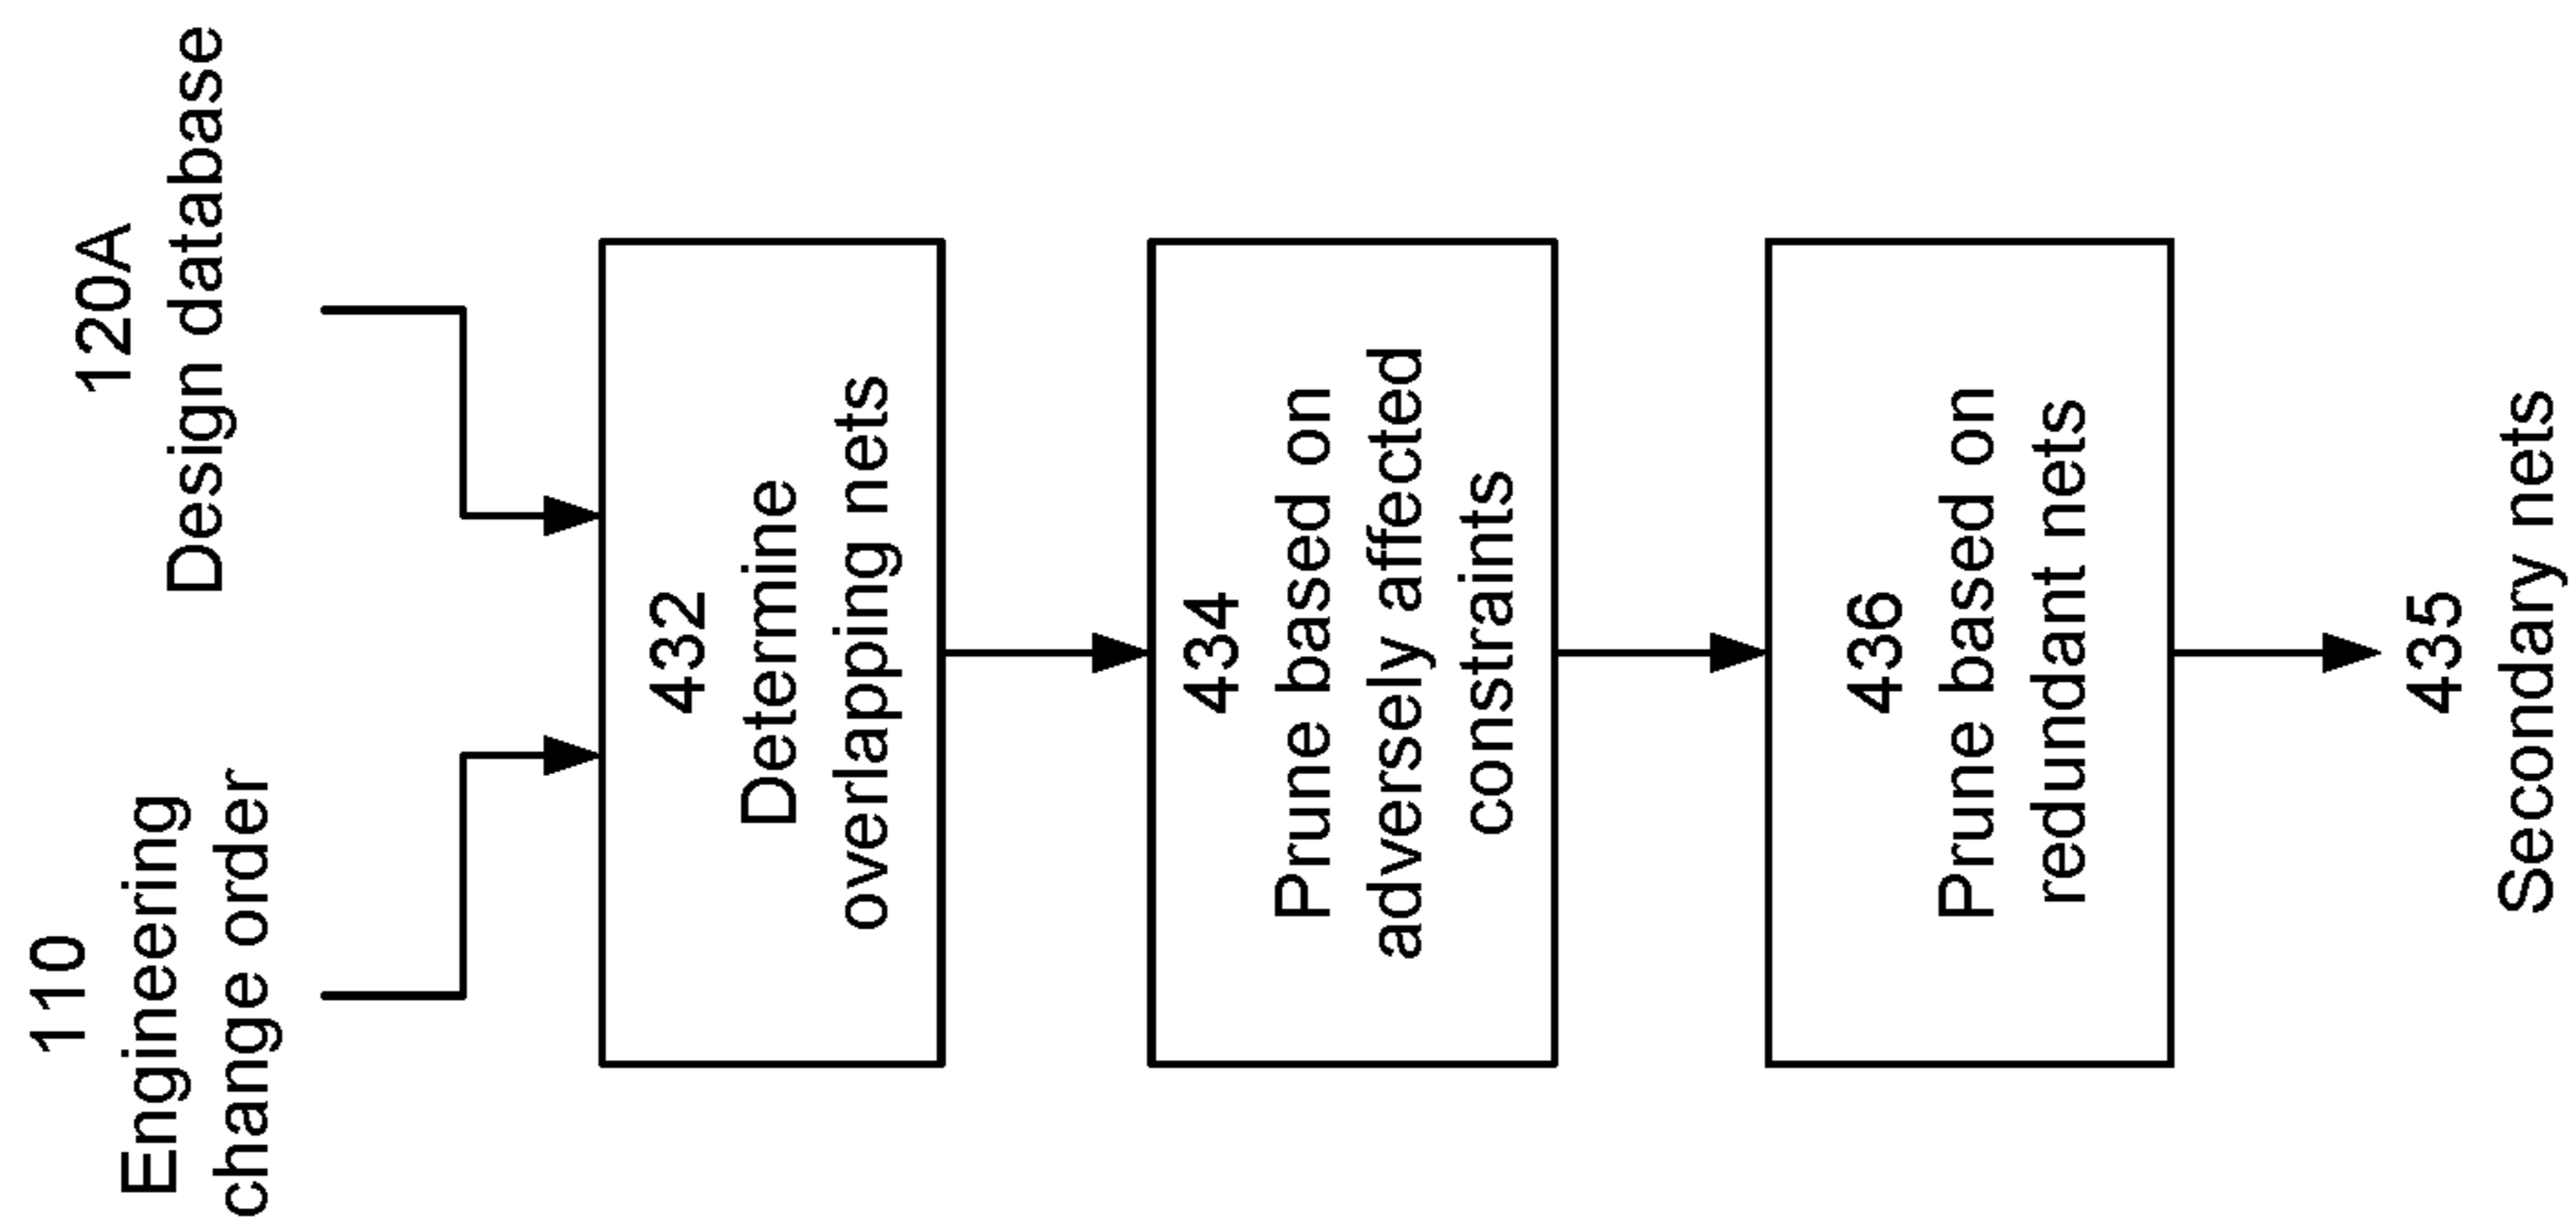 110
Engineering
change order
120A
Design database
432
Determine
overlapping nets
434
Prune based on
adversely affected
constraints
436
Prune based on
redundant nets
435
Secondary nets